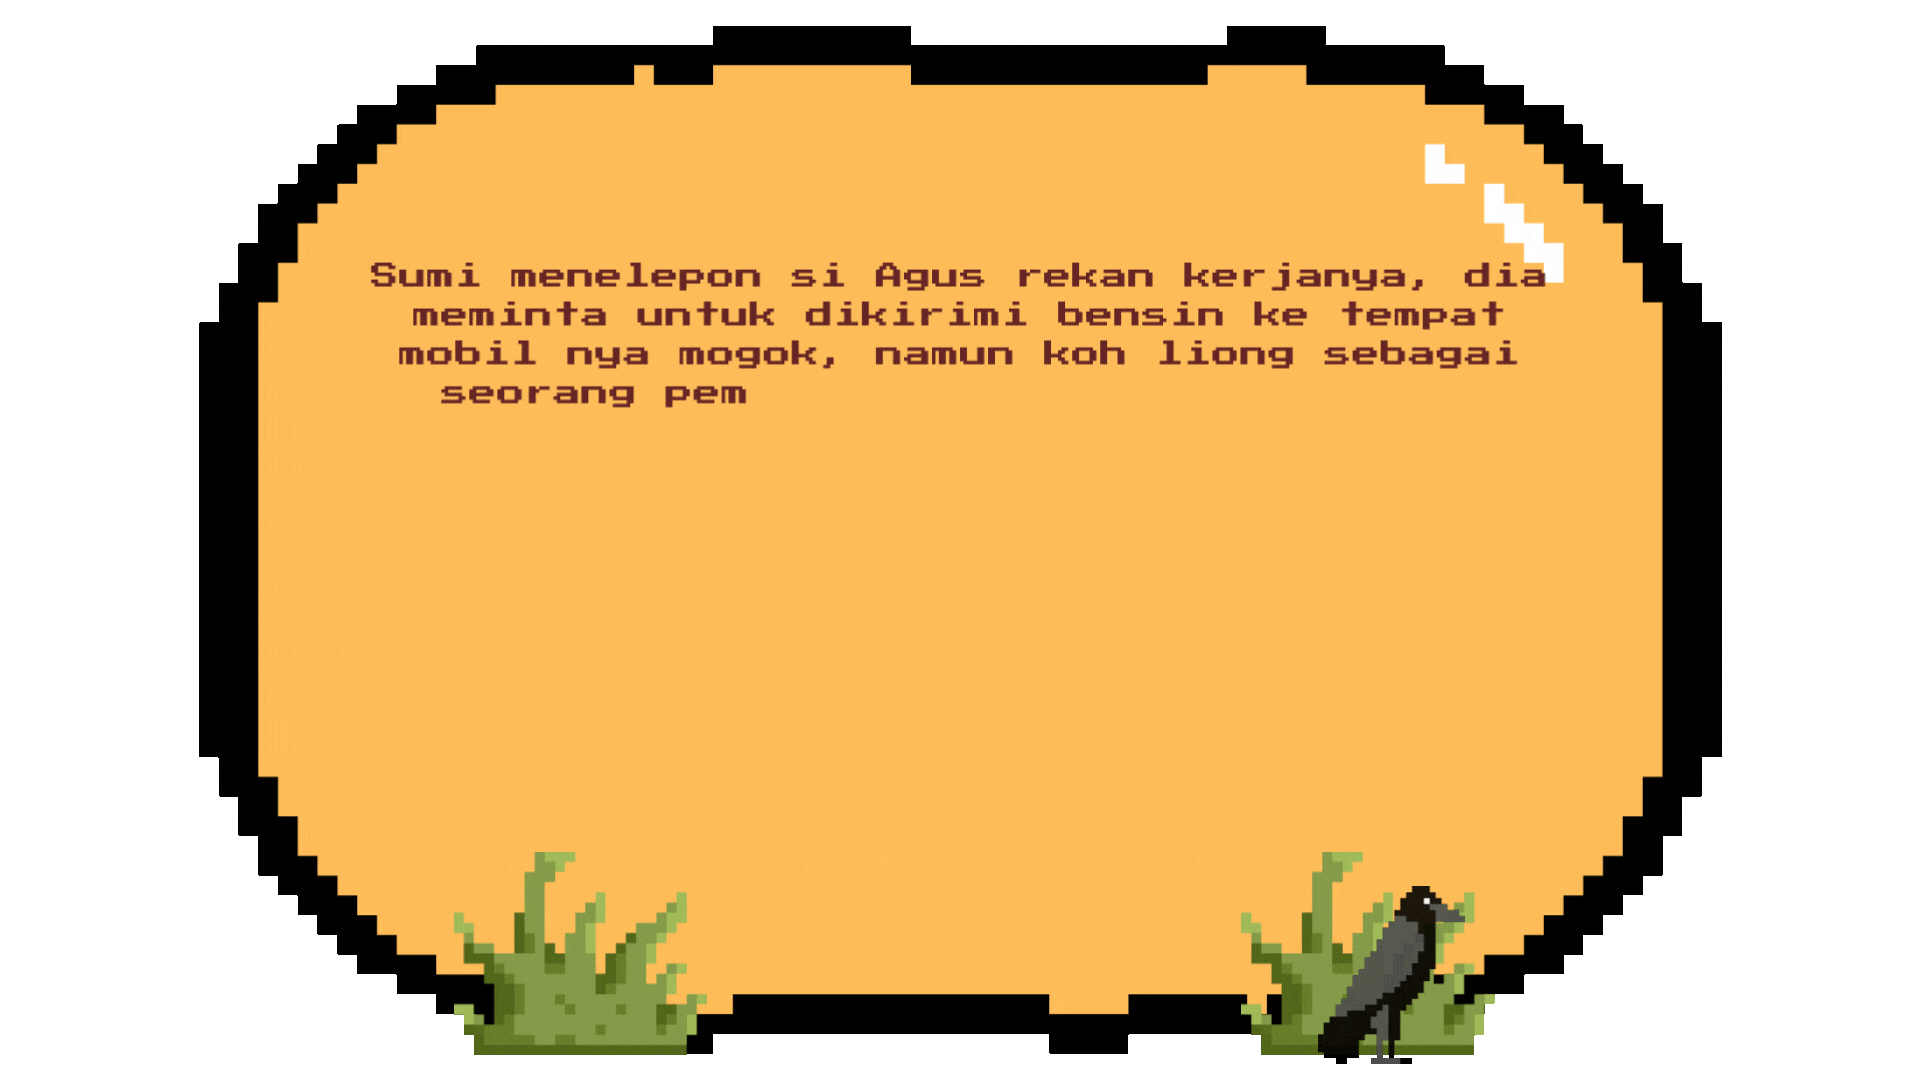 Sumi menelepon si Agus rekan kerjanya, dia
meminta untuk dikirimi bensin ke tempat
mobil nya mogok, namun koh liong sebagai
seorang pem